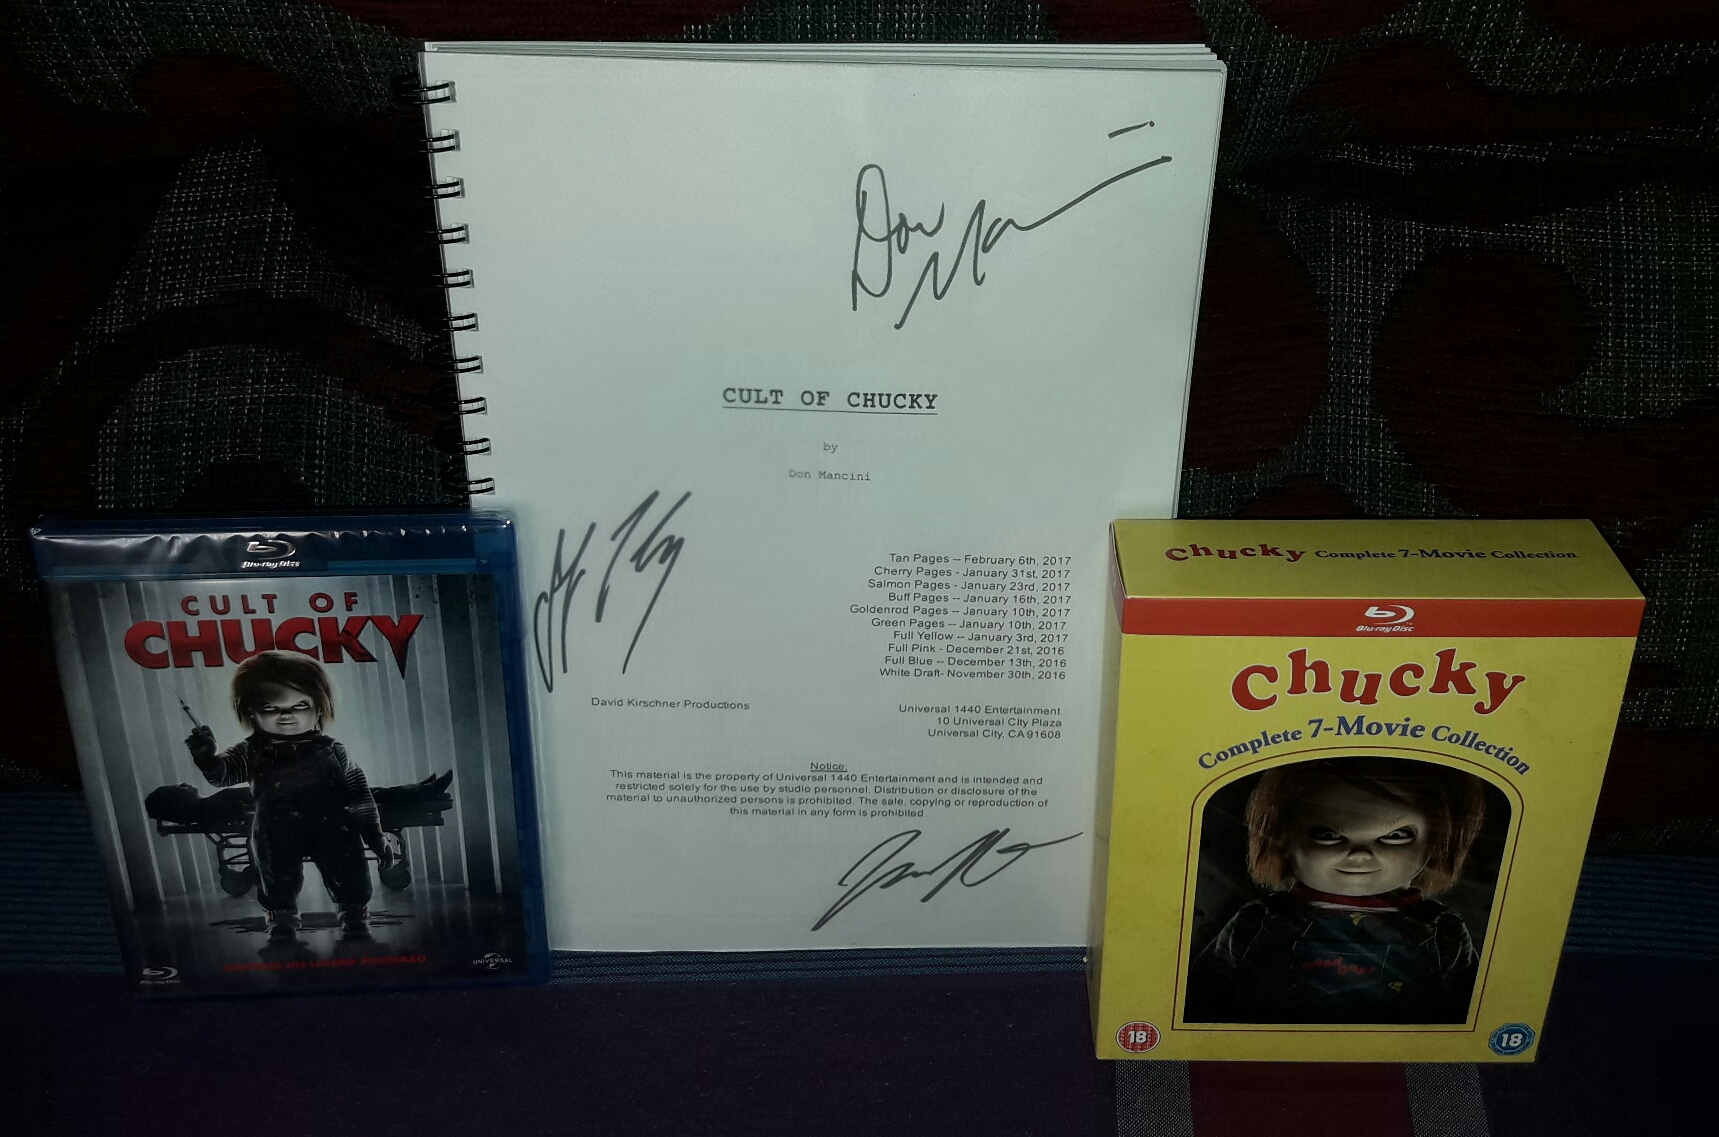 Don Man
CULT OF CHUCKY
by
Don Mancini
Tan Pages -- February 6th, 2017
Cherry Pages - January 31st, 2017
Salmon Pages - January 23rd, 2017
Buff Pages -- January 16th, 2017
Goldenrod Pages -- January 10th, 2017
Green Pages -- January 10th, 2017
Full Yellow -- January 3rd, 2017
Full Pink - December 21st, 2016
Full Blue -- December 13th, 2016
White Draft- November 30th, 2016
David Kirschner Productions
Universal 1440 Entertainment
10 Universal City Plaza
Universal City, CA 91608
Notice:
This material is the property of Universal 1440 Entertainment and is intended and
restricted solely for the use by studio personnel. Distribution or disclosure of the
material to unauthorized persons is prohibited. The sale, copying or reproduction of
this material in any form is prohibited.
Blu-ray Disc
CULT OF
CHUCKY
UN LIGERO PINCHAZO
Blu-ray Disc
UNIVERSAL
Chucky Complete 7-Movie Collection
Blu-ray Disc
Chucky
Complete 7-Movie Collection
GOOD GUYS
18
18